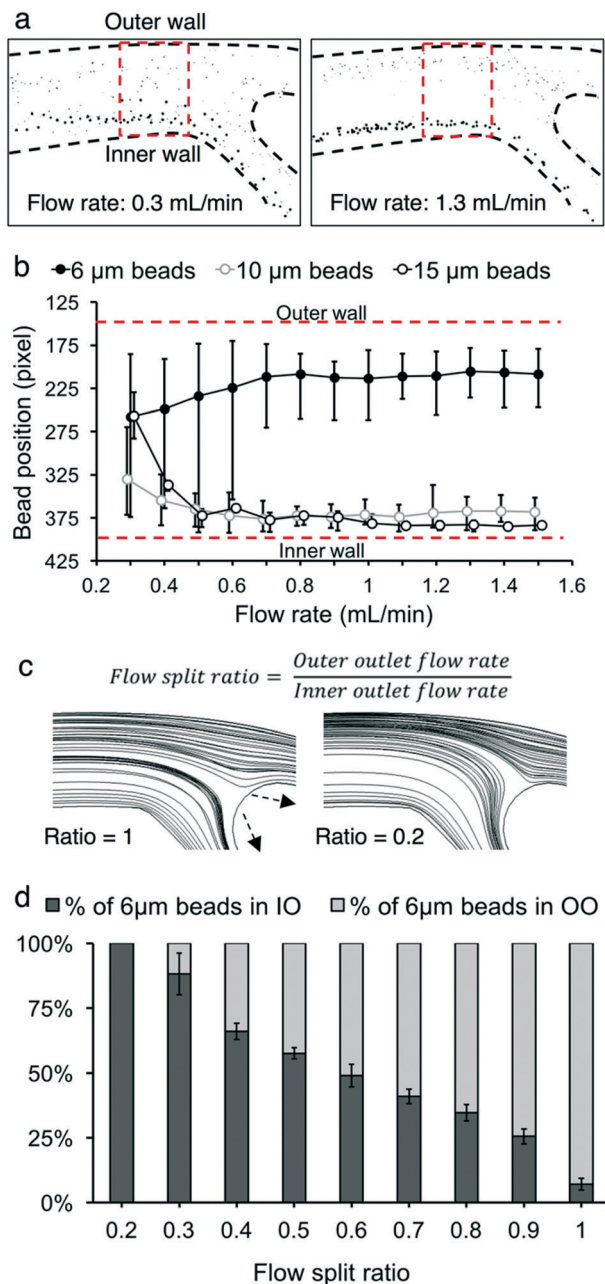 a
Outer wall
Inner wall
Flow rate: 0.3 mL/min
Flow rate: 1.3 mL/min
b
6 µm beads 10 µm beads 15 µm beads
Bead position (pixel)
125
175
225
275
325
375
425
Outer wall
Inner wall
0.2 0.4 0.6 0.8 1 1.2 1.4 1.6
Flow rate (mL/min)
c
Flow split ratio = Outer outlet flow rate
Inner outlet flow rate
Ratio = 1
Ratio = 0.2
d
% of 6µm beads in IO % of 6µm beads in OO
100%
75%
50%
25%
0%
0.2 0.3 0.4 0.5 0.6 0.7 0.8 0.9 1
Flow split ratio